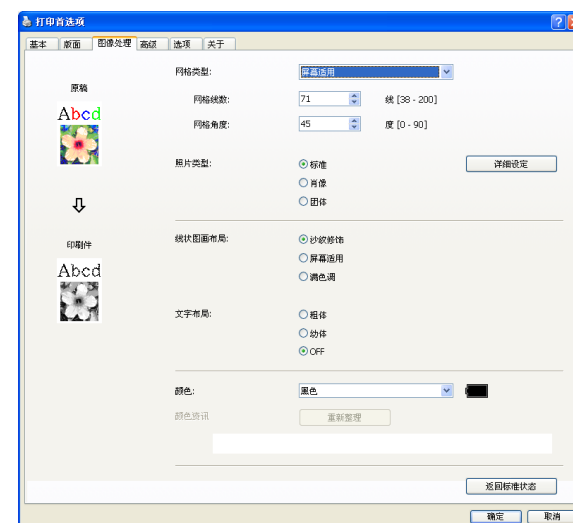 打印首选项
基本 版面 图像处理 高级 选项 关于
网格类型: 屏幕适用
原稿
网格线数: 71 线 [38 - 200]
Abcd
网格角度: 45 度 [0 - 90]
照片类型: 标准 详细设定
肖像
团体
线状图画布局: 沙纹修饰
印刷件
屏幕适用
Abcd
满色调
文字布局: 粗体
幼体
OFF
颜色: 黑色
颜色资讯 重新整理
返回标准状态
确定 取消